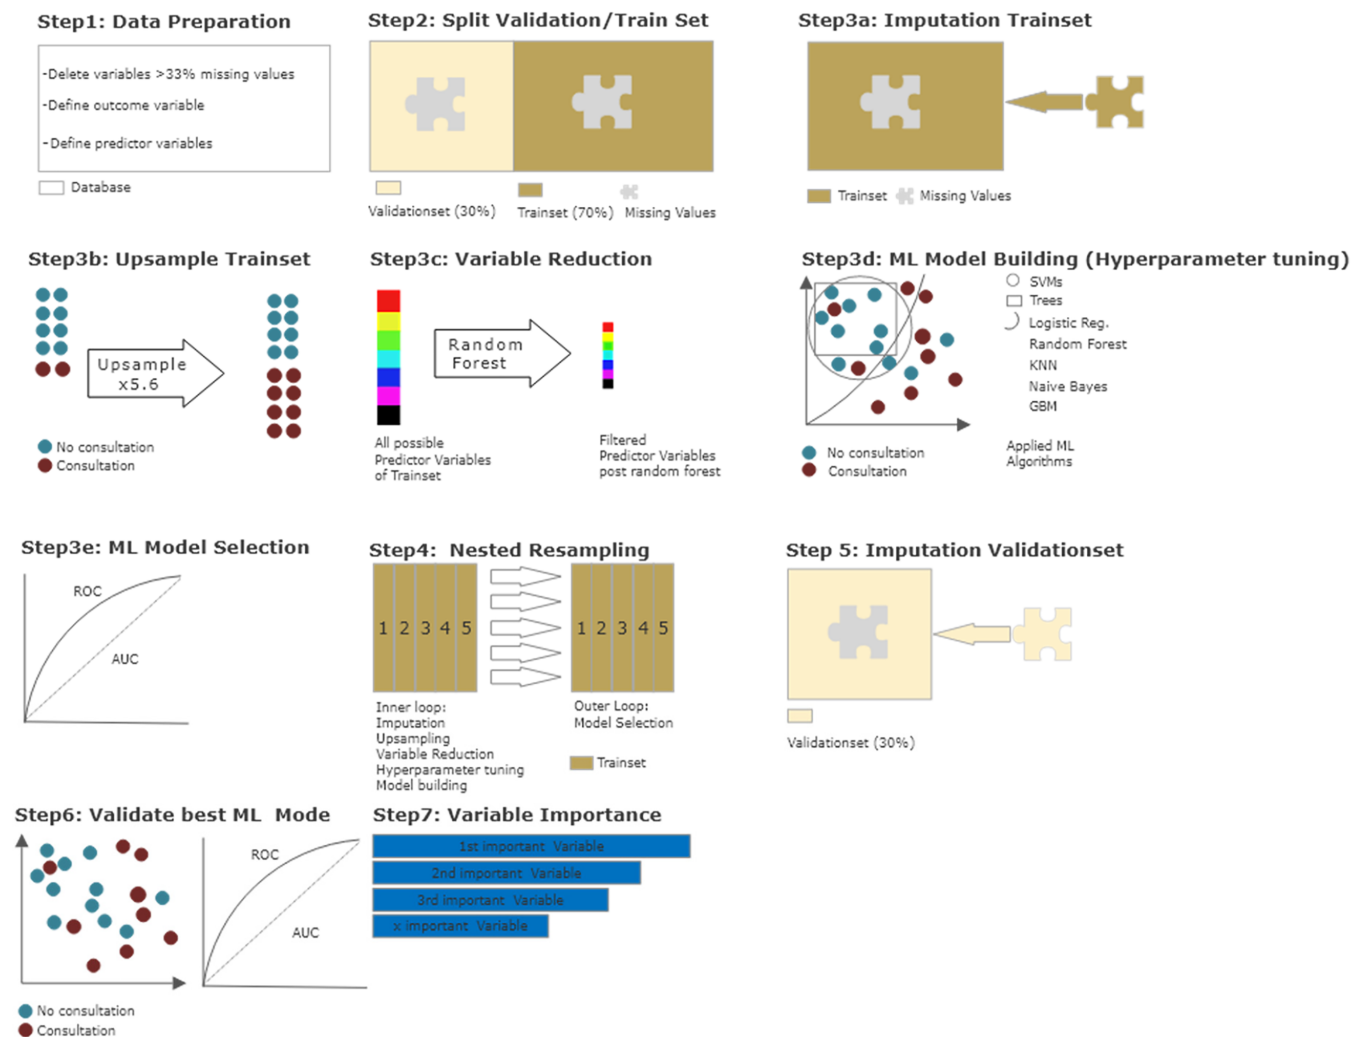 Step1: Data Preparation
-Delete variables >33% missing values
-Define outcome variable
-Define predictor variables
Database
Step2: Split Validation/Train Set
Validationset (30%)
Trainset (70%)
Missing Values
Step3a: Imputation Trainset
Trainset
Missing Values
Step3b: Upsample Trainset
Upsample
x5.6
No consultation
Consultation
Step3c: Variable Reduction
Random
Forest
All possible
Predictor Variables
of Trainset
Filtered
Predictor Variables
post random forest
Step3d: ML Model Building (Hyperparameter tuning)
SVMs
Trees
Logistic Reg.
Random Forest
KNN
Naive Bayes
GBM
Applied ML
Algorithms
No consultation
Consultation
Step3e: ML Model Selection
ROC
AUC
Step4: Nested Resampling
1 2 3 4 5
1 2 3 4 5
Inner loop:
Imputation
Upsampling
Variable Reduction
Hyperparameter tuning
Model building
Outer Loop:
Model Selection
Trainset
Step 5: Imputation Validationset
Validationset (30%)
Step6: Validate best ML Mode
ROC
AUC
No consultation
Consultation
Step7: Variable Importance
1st important Variable
2nd important Variable
3rd important Variable
x important Variable